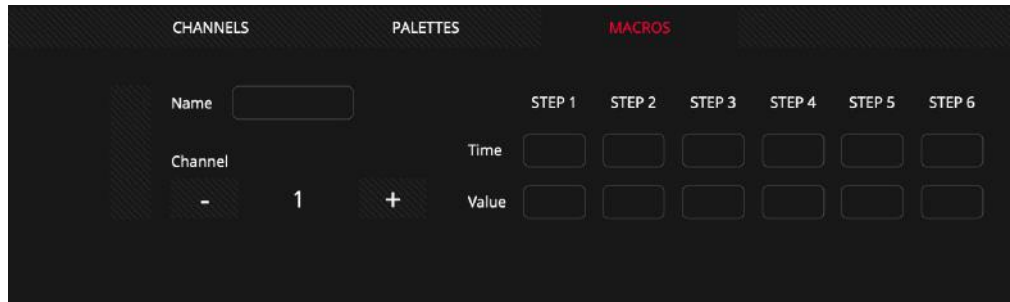 CHANNELS PALETTES MACROS
Name STEP 1 STEP 2 STEP 3 STEP 4 STEP 5 STEP 6
Time
Channel
- 1 +
Value